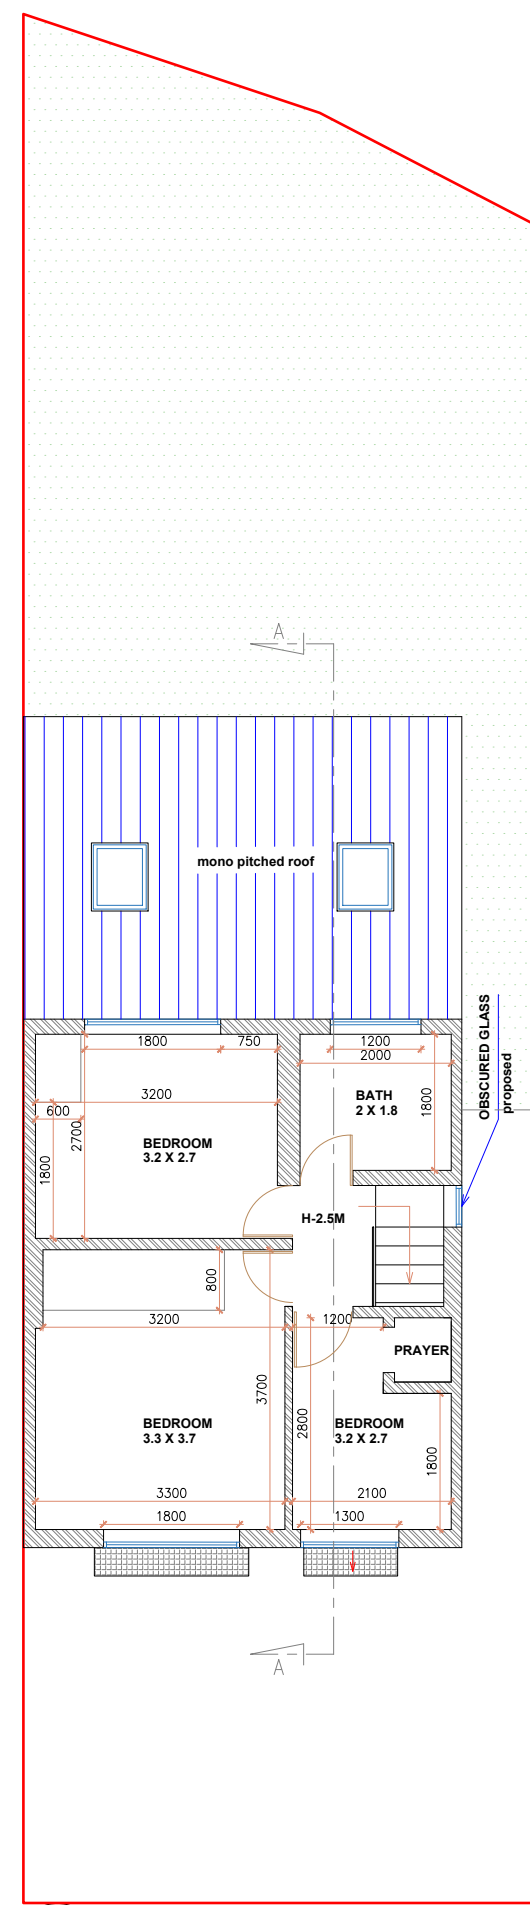 A
mono pitched roof
OBSCURED GLASS
proposed
1800
750
1200
2000
3200
600
2700
1800
BEDROOM
3.2 X 2.7
BATH
2 X 1.8
1800
H-2.5M
800
3200
1200
PRAYER
3700
2800
BEDROOM
3.3 X 3.7
BEDROOM
3.2 X 2.7
1800
3300
2100
1800
1300
A